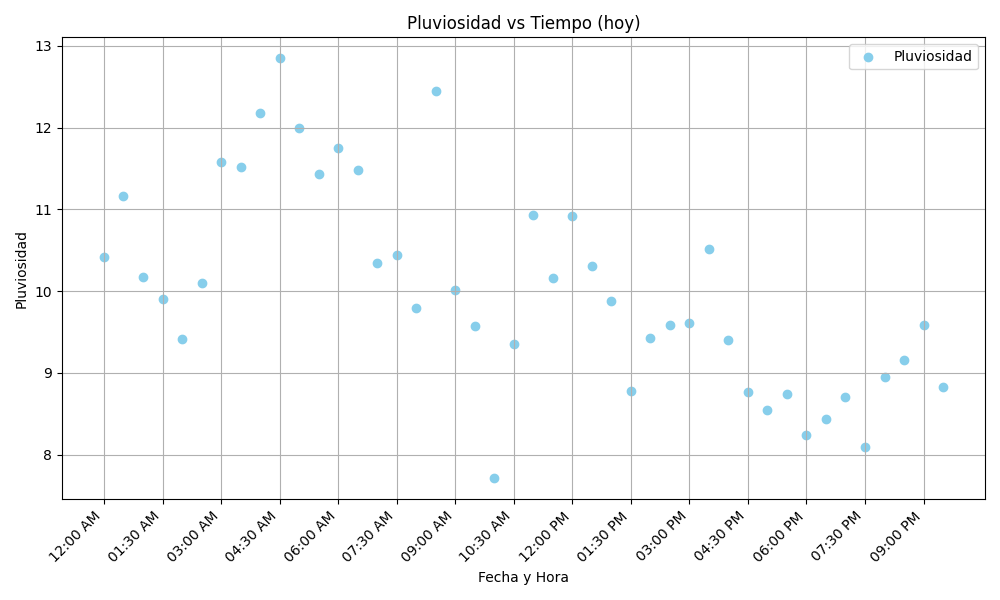 Pluviosidad vs Tiempo (hoy)
Pluviosidad
13
12
11
10
9
8
Pluviosidad
12:00 AM
01:30 AM
03:00 AM
04:30 AM
06:00 AM
07:30 AM
09:00 AM
10:30 AM
12:00 PM
01:30 PM
03:00 PM
04:30 PM
06:00 PM
07:30 PM
09:00 PM
Fecha y Hora